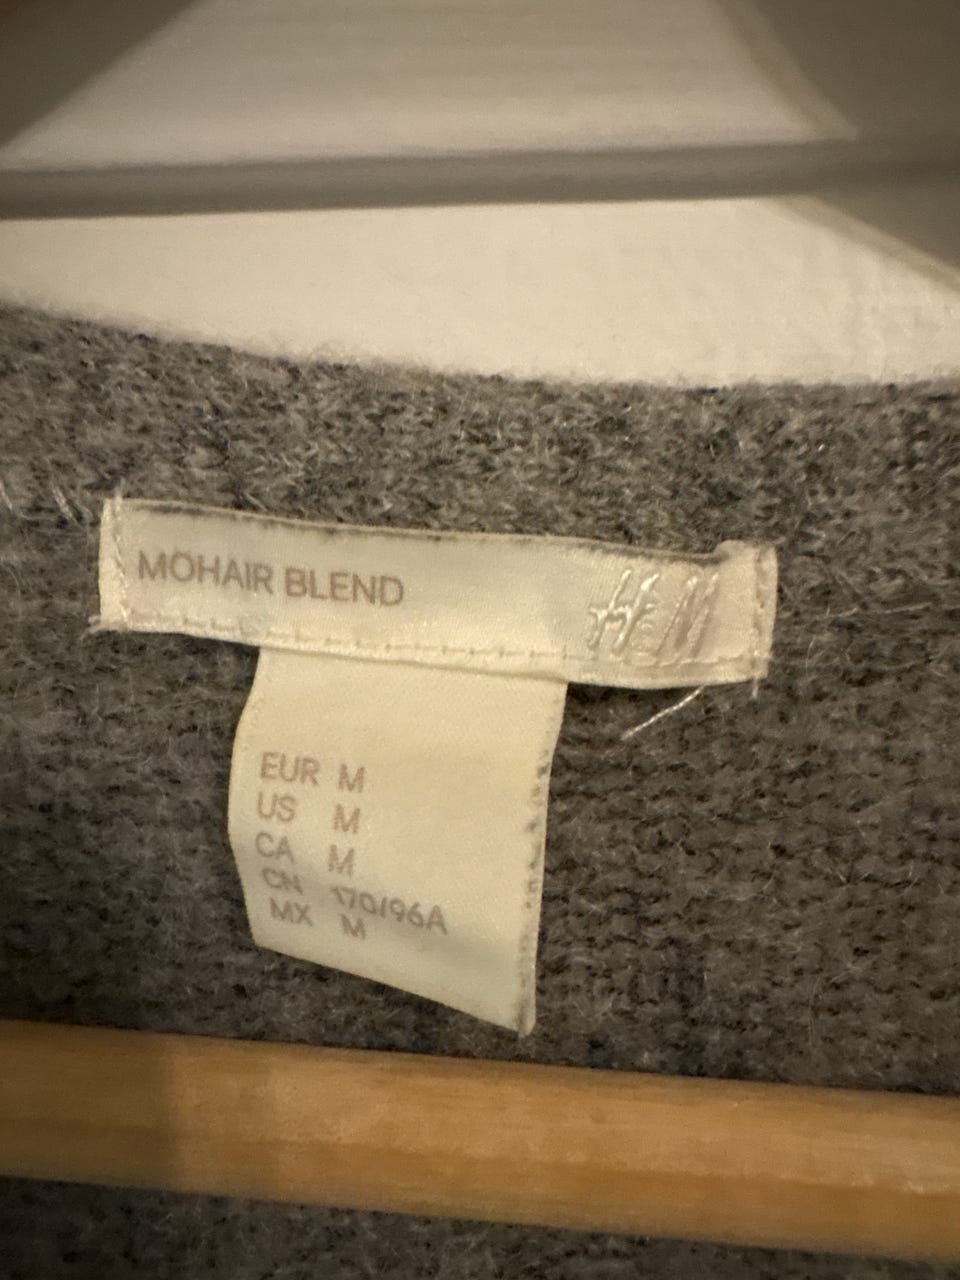 MOHAIR BLEND
H&M
EUR M
US M
CA M
CN 170/96A
MX M